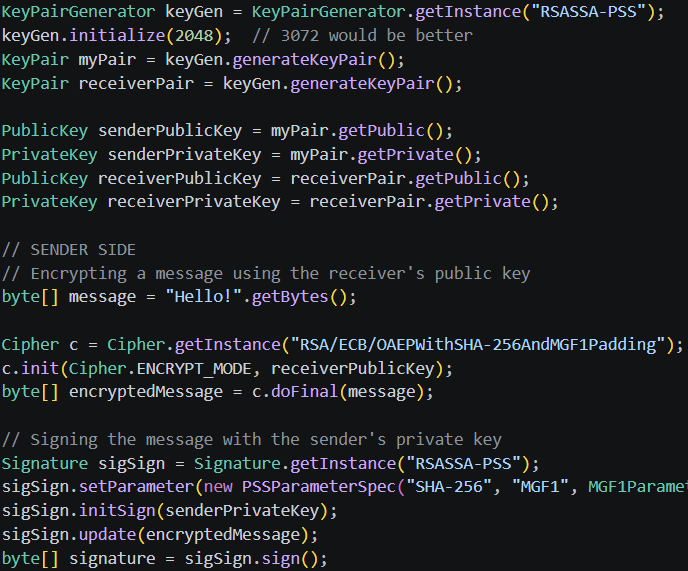 KeyPairGenerator keyGen = KeyPairGenerator.getInstance("RSASSA-PSS");
keyGen.initialize(2048);  // 3072 would be better
KeyPair myPair = keyGen.generateKeyPair();
KeyPair receiverPair = keyGen.generateKeyPair();

PublicKey senderPublicKey = myPair.getPublic();
PrivateKey senderPrivateKey = myPair.getPrivate();
PublicKey receiverPublicKey = receiverPair.getPublic();
PrivateKey receiverPrivateKey = receiverPair.getPrivate();

// SENDER SIDE
// Encrypting a message using the receiver's public key
byte[] message = "Hello!".getBytes();

Cipher c = Cipher.getInstance("RSA/ECB/OAEPWithSHA-256AndMGF1Padding");
c.init(Cipher.ENCRYPT_MODE, receiverPublicKey);
byte[] encryptedMessage = c.doFinal(message);

// Signing the message with the sender's private key
Signature sigSign = Signature.getInstance("RSASSA-PSS");
sigSign.setParameter(new PSSParameterSpec("SHA-256", "MGF1", MGF1Paramet
sigSign.initSign(senderPrivateKey);
sigSign.update(encryptedMessage);
byte[] signature = sigSign.sign();